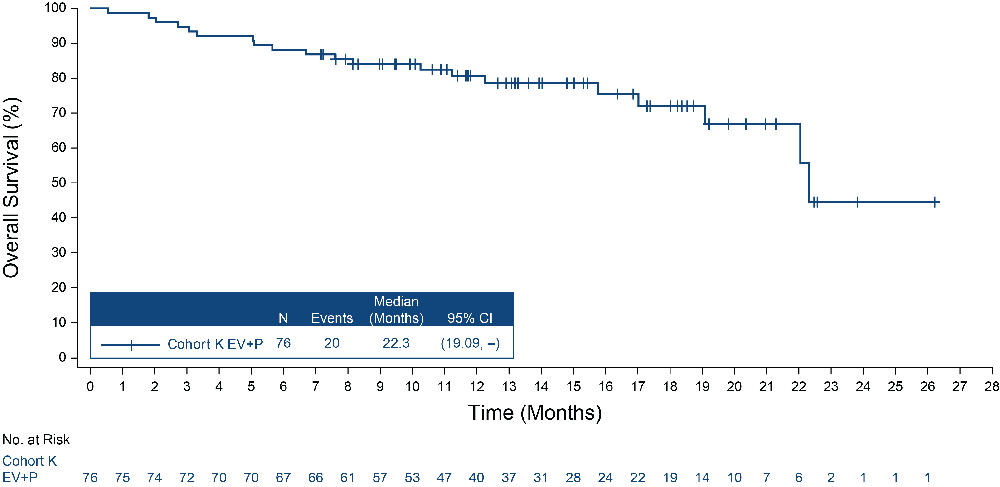 Overall Survival (%)
100
90
80
70
60
50
40
30
20
10
0
Median
N Events (Months) 95% CI
Cohort K EV+P 76 20 22.3 (19.09, –)
0 1 2 3 4 5 6 7 8 9 10 11 12 13 14 15 16 17 18 19 20 21 22 23 24 25 26 27 28
Time (Months)
No. at Risk
Cohort K
EV+P 76 75 74 72 70 70 67 66 61 57 53 47 40 37 31 28 24 22 19 14 10 7 6 2 1 1 1